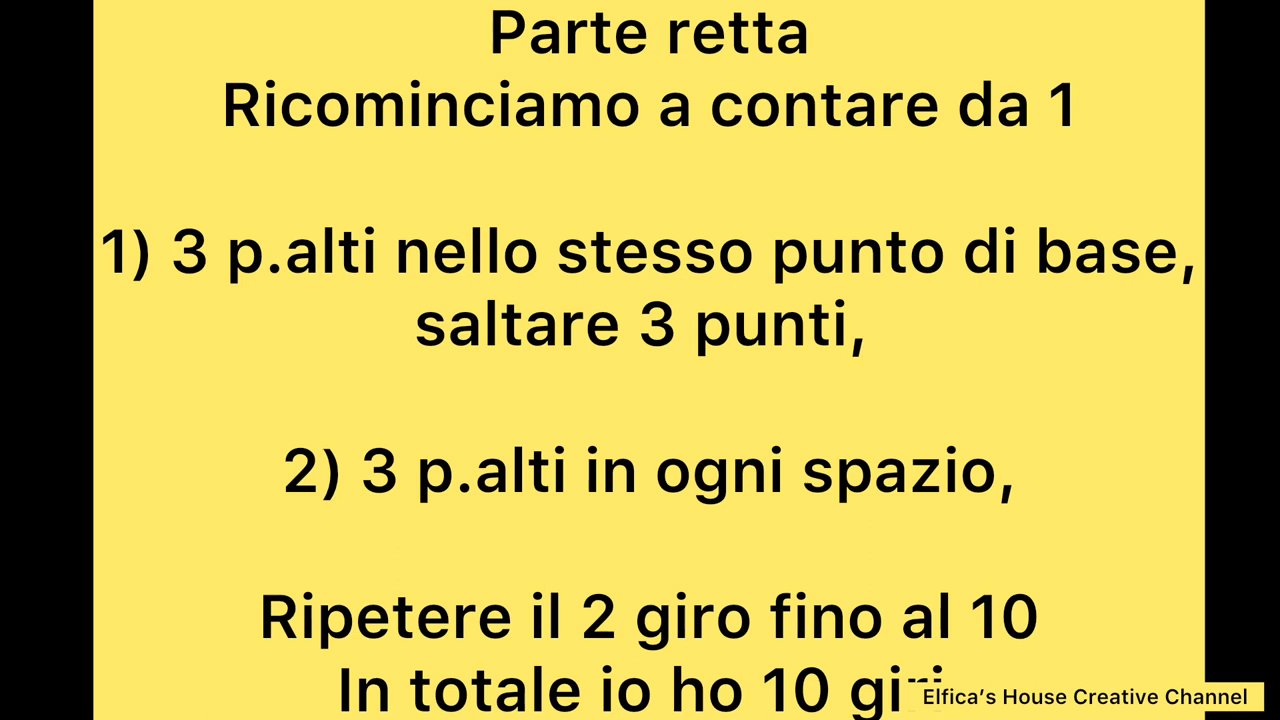 Parte retta
Ricominciamo a contare da 1
1) 3 p.alti nello stesso punto di base,
saltare 3 punti,
2) 3 p.alti in ogni spazio,
Ripetere il 2 giro fino al 10
In totale io ho 10 giri
Elfica’s House Creative Channel